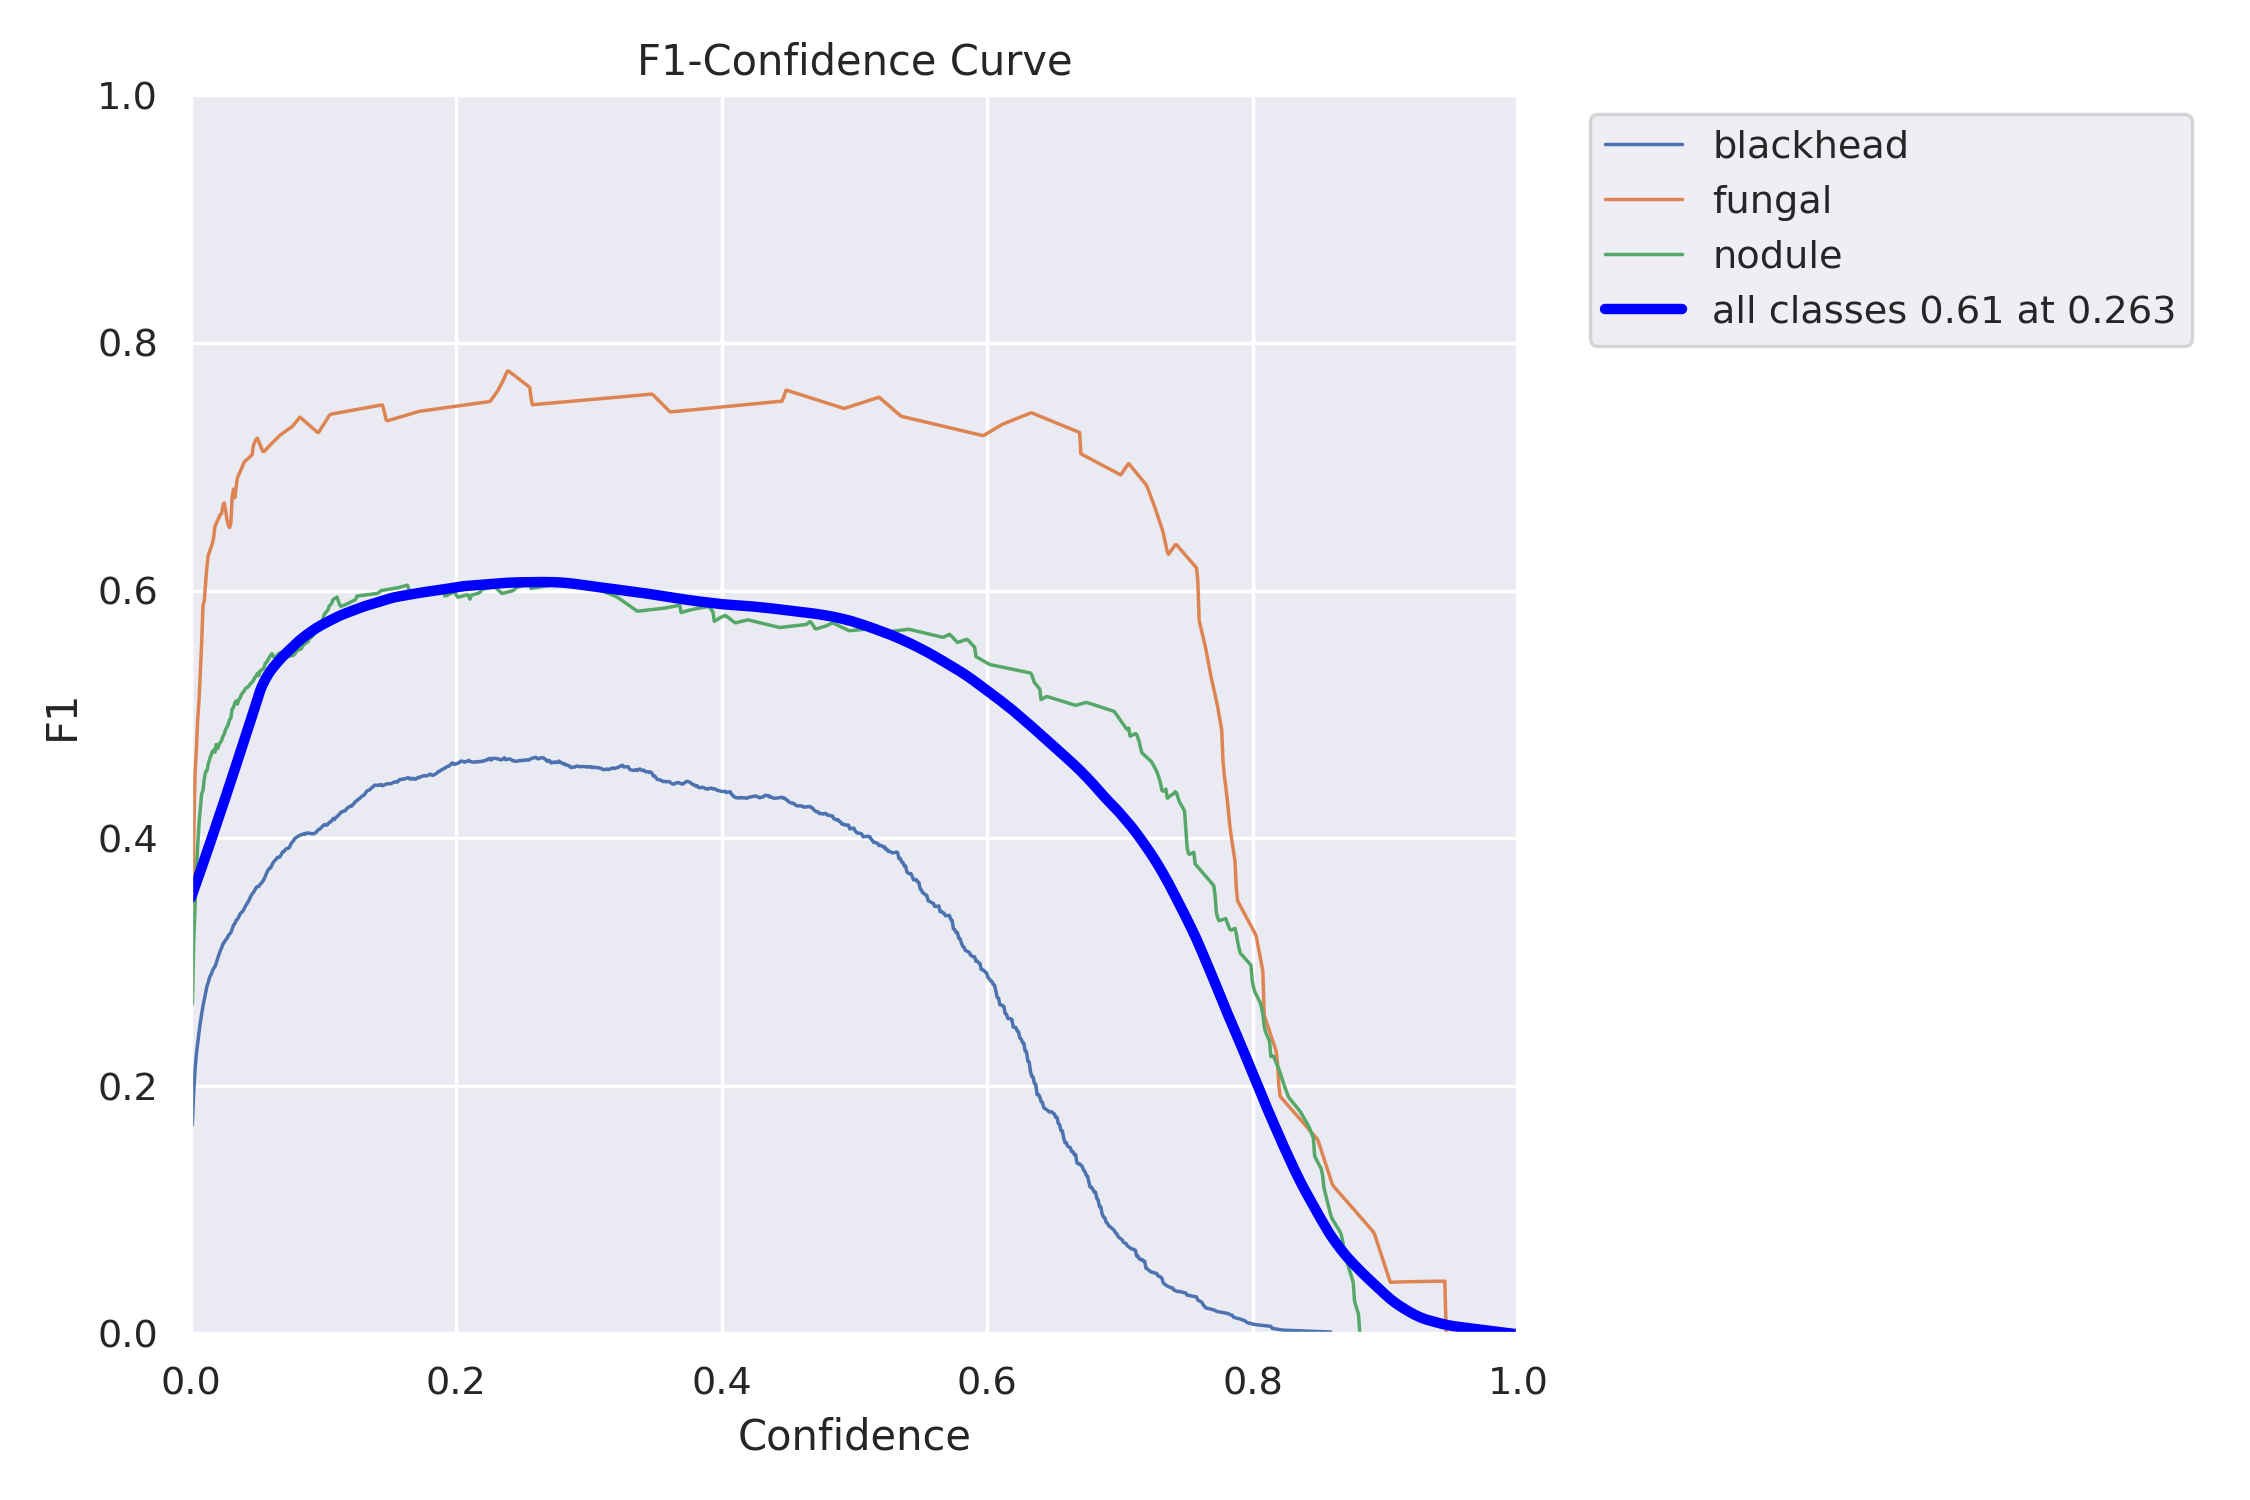 F1-Confidence Curve
1.0
0.8
0.6
0.4
0.2
0.0
F1
0.0 0.2 0.4 0.6 0.8 1.0
Confidence
blackhead
fungal
nodule
all classes 0.61 at 0.263